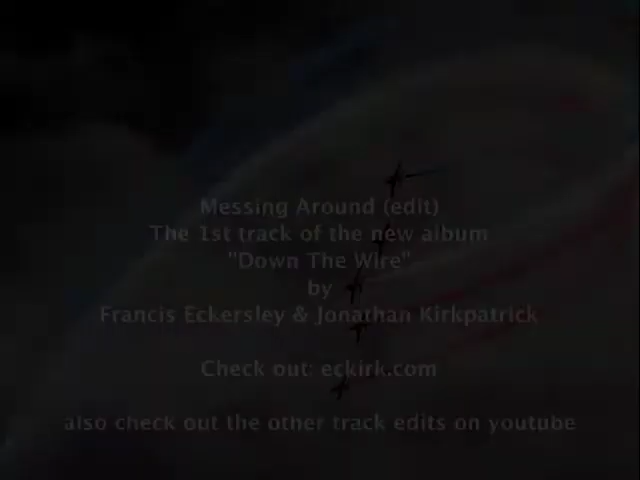 Messing Around (edit)
The 1st track of the new album
"Down The Wire"
by
Francis Eckersley & Jonathan Kirkpatrick
Check out: eckirk.com
also check out the other track edits on youtube